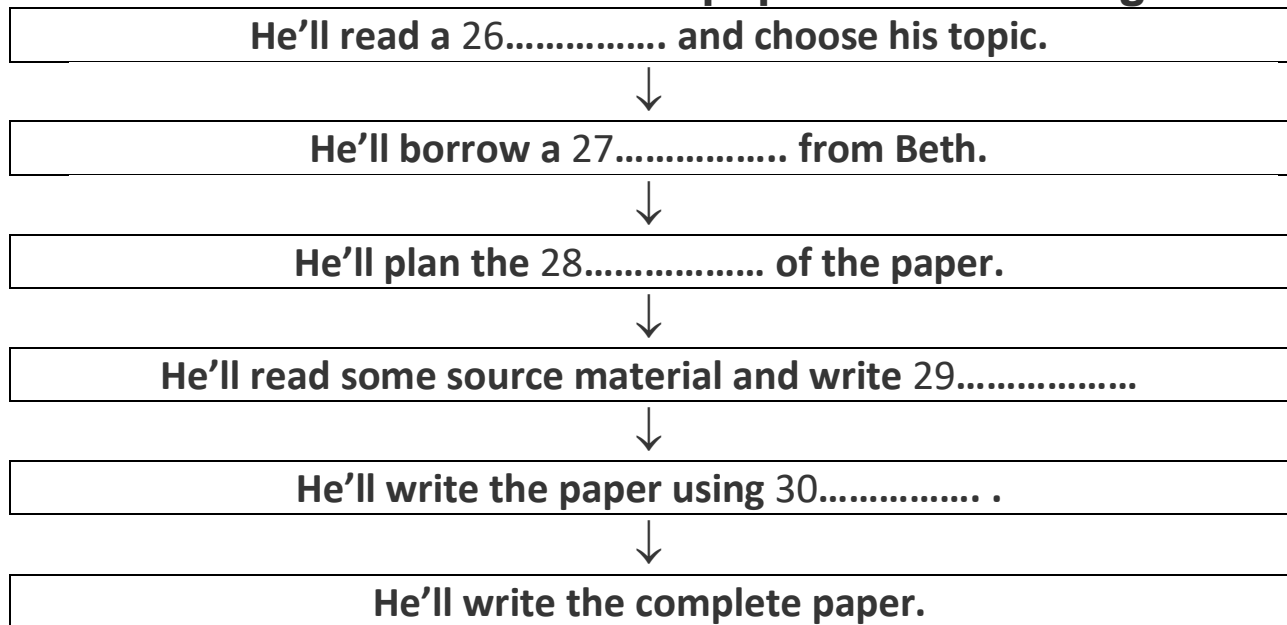 He’ll read a 26……………. and choose his topic.
↓
He’ll borrow a 27…………….. from Beth.
↓
He’ll plan the 28……………… of the paper.
↓
He’ll read some source material and write 29………………
↓
He’ll write the paper using 30……………. .
↓
He’ll write the complete paper.